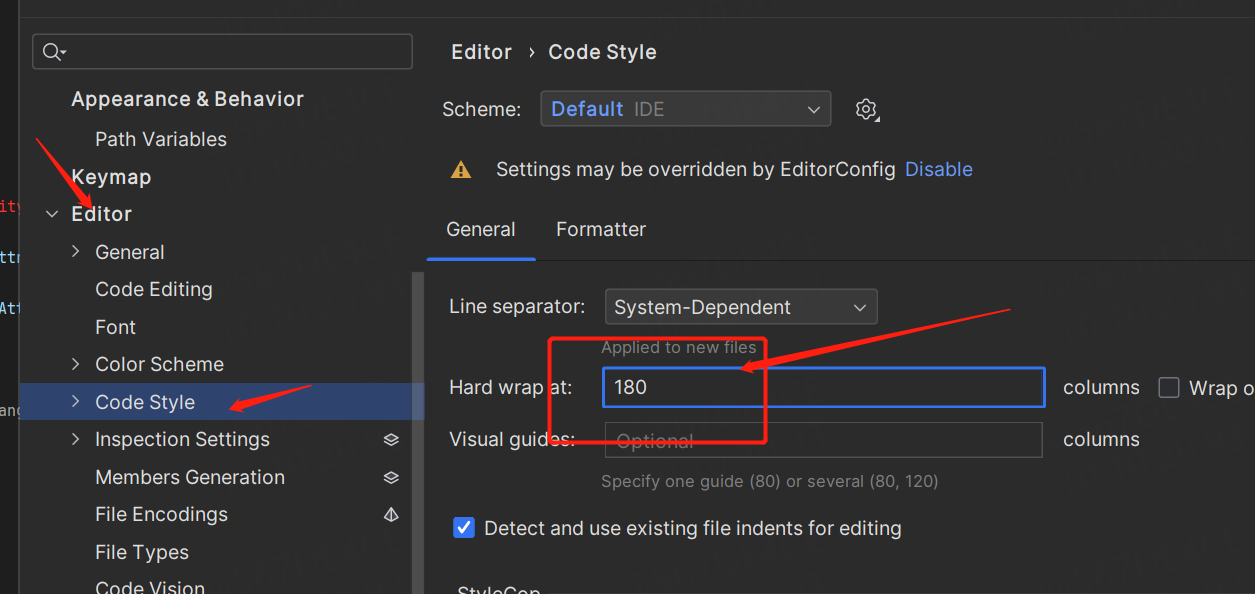 Appearance & Behavior
Path Variables
Keymap
Editor
General
Code Editing
Font
Color Scheme
Code Style
Inspection Settings
Members Generation
File Encodings
File Types
Code Vision
Editor › Code Style
Scheme: Default IDE
Settings may be overridden by EditorConfig Disable
General Formatter
Line separator: System-Dependent
Applied to new files
Hard wrap at: 180 columns Wrap o
Visual guides: Optional columns
Specify one guide (80) or several (80, 120)
Detect and use existing file indents for editing
StyleCop